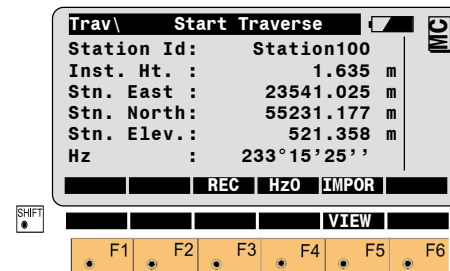 Trav\ Start Traverse MC
Station Id: Station100
Inst. Ht. : 1.635 m
Stn. East : 23541.025 m
Stn. North: 55231.177 m
Stn. Elev.: 521.358 m
Hz : 233°15'25''
REC HZ0 IMPOR
SHIFT
VIEW
F1 F2 F3 F4 F5 F6